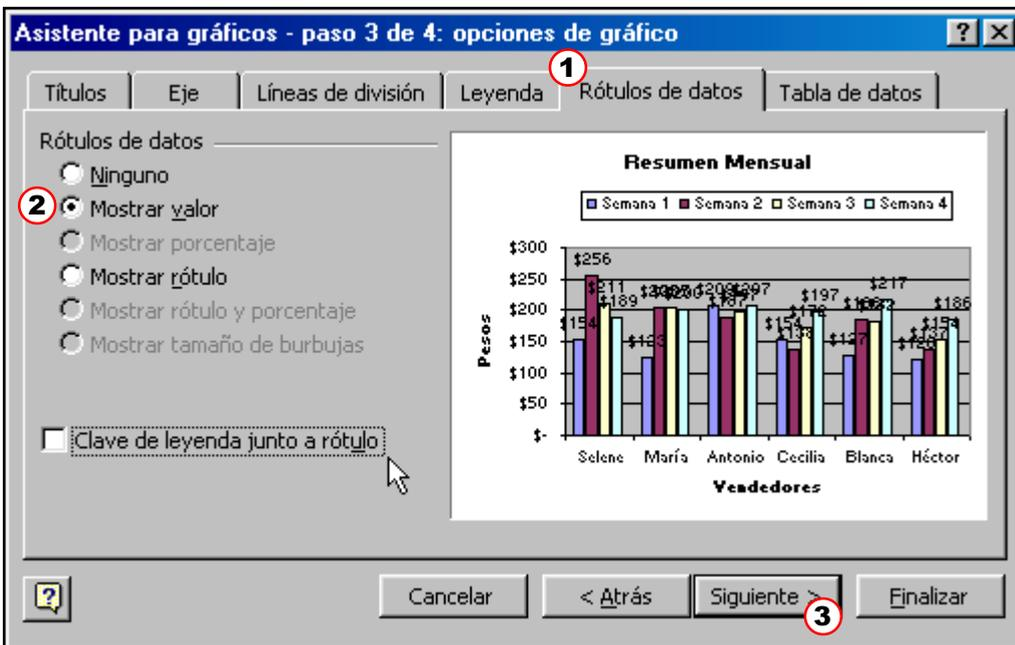 Asistente para gráficos - paso 3 de 4: opciones de gráfico
1
Títulos Eje Líneas de división Leyenda Rótulos de datos Tabla de datos
Rótulos de datos
Ninguno
2 Mostrar valor
Mostrar porcentaje
Mostrar rótulo
Mostrar rótulo y porcentaje
Mostrar tamaño de burbujas
Clave de leyenda junto a rótulo
Resumen Mensual
Semana 1 Semana 2 Semana 3 Semana 4
Pesos
$300
$250
$200
$150
$100
$50
$-
$256
$211
$189
$154
$123
$197
$217
$186
Selene María Antonio Cecilia Blanca Héctor
Vendedores
Cancelar < Atrás Siguiente > Finalizar
3